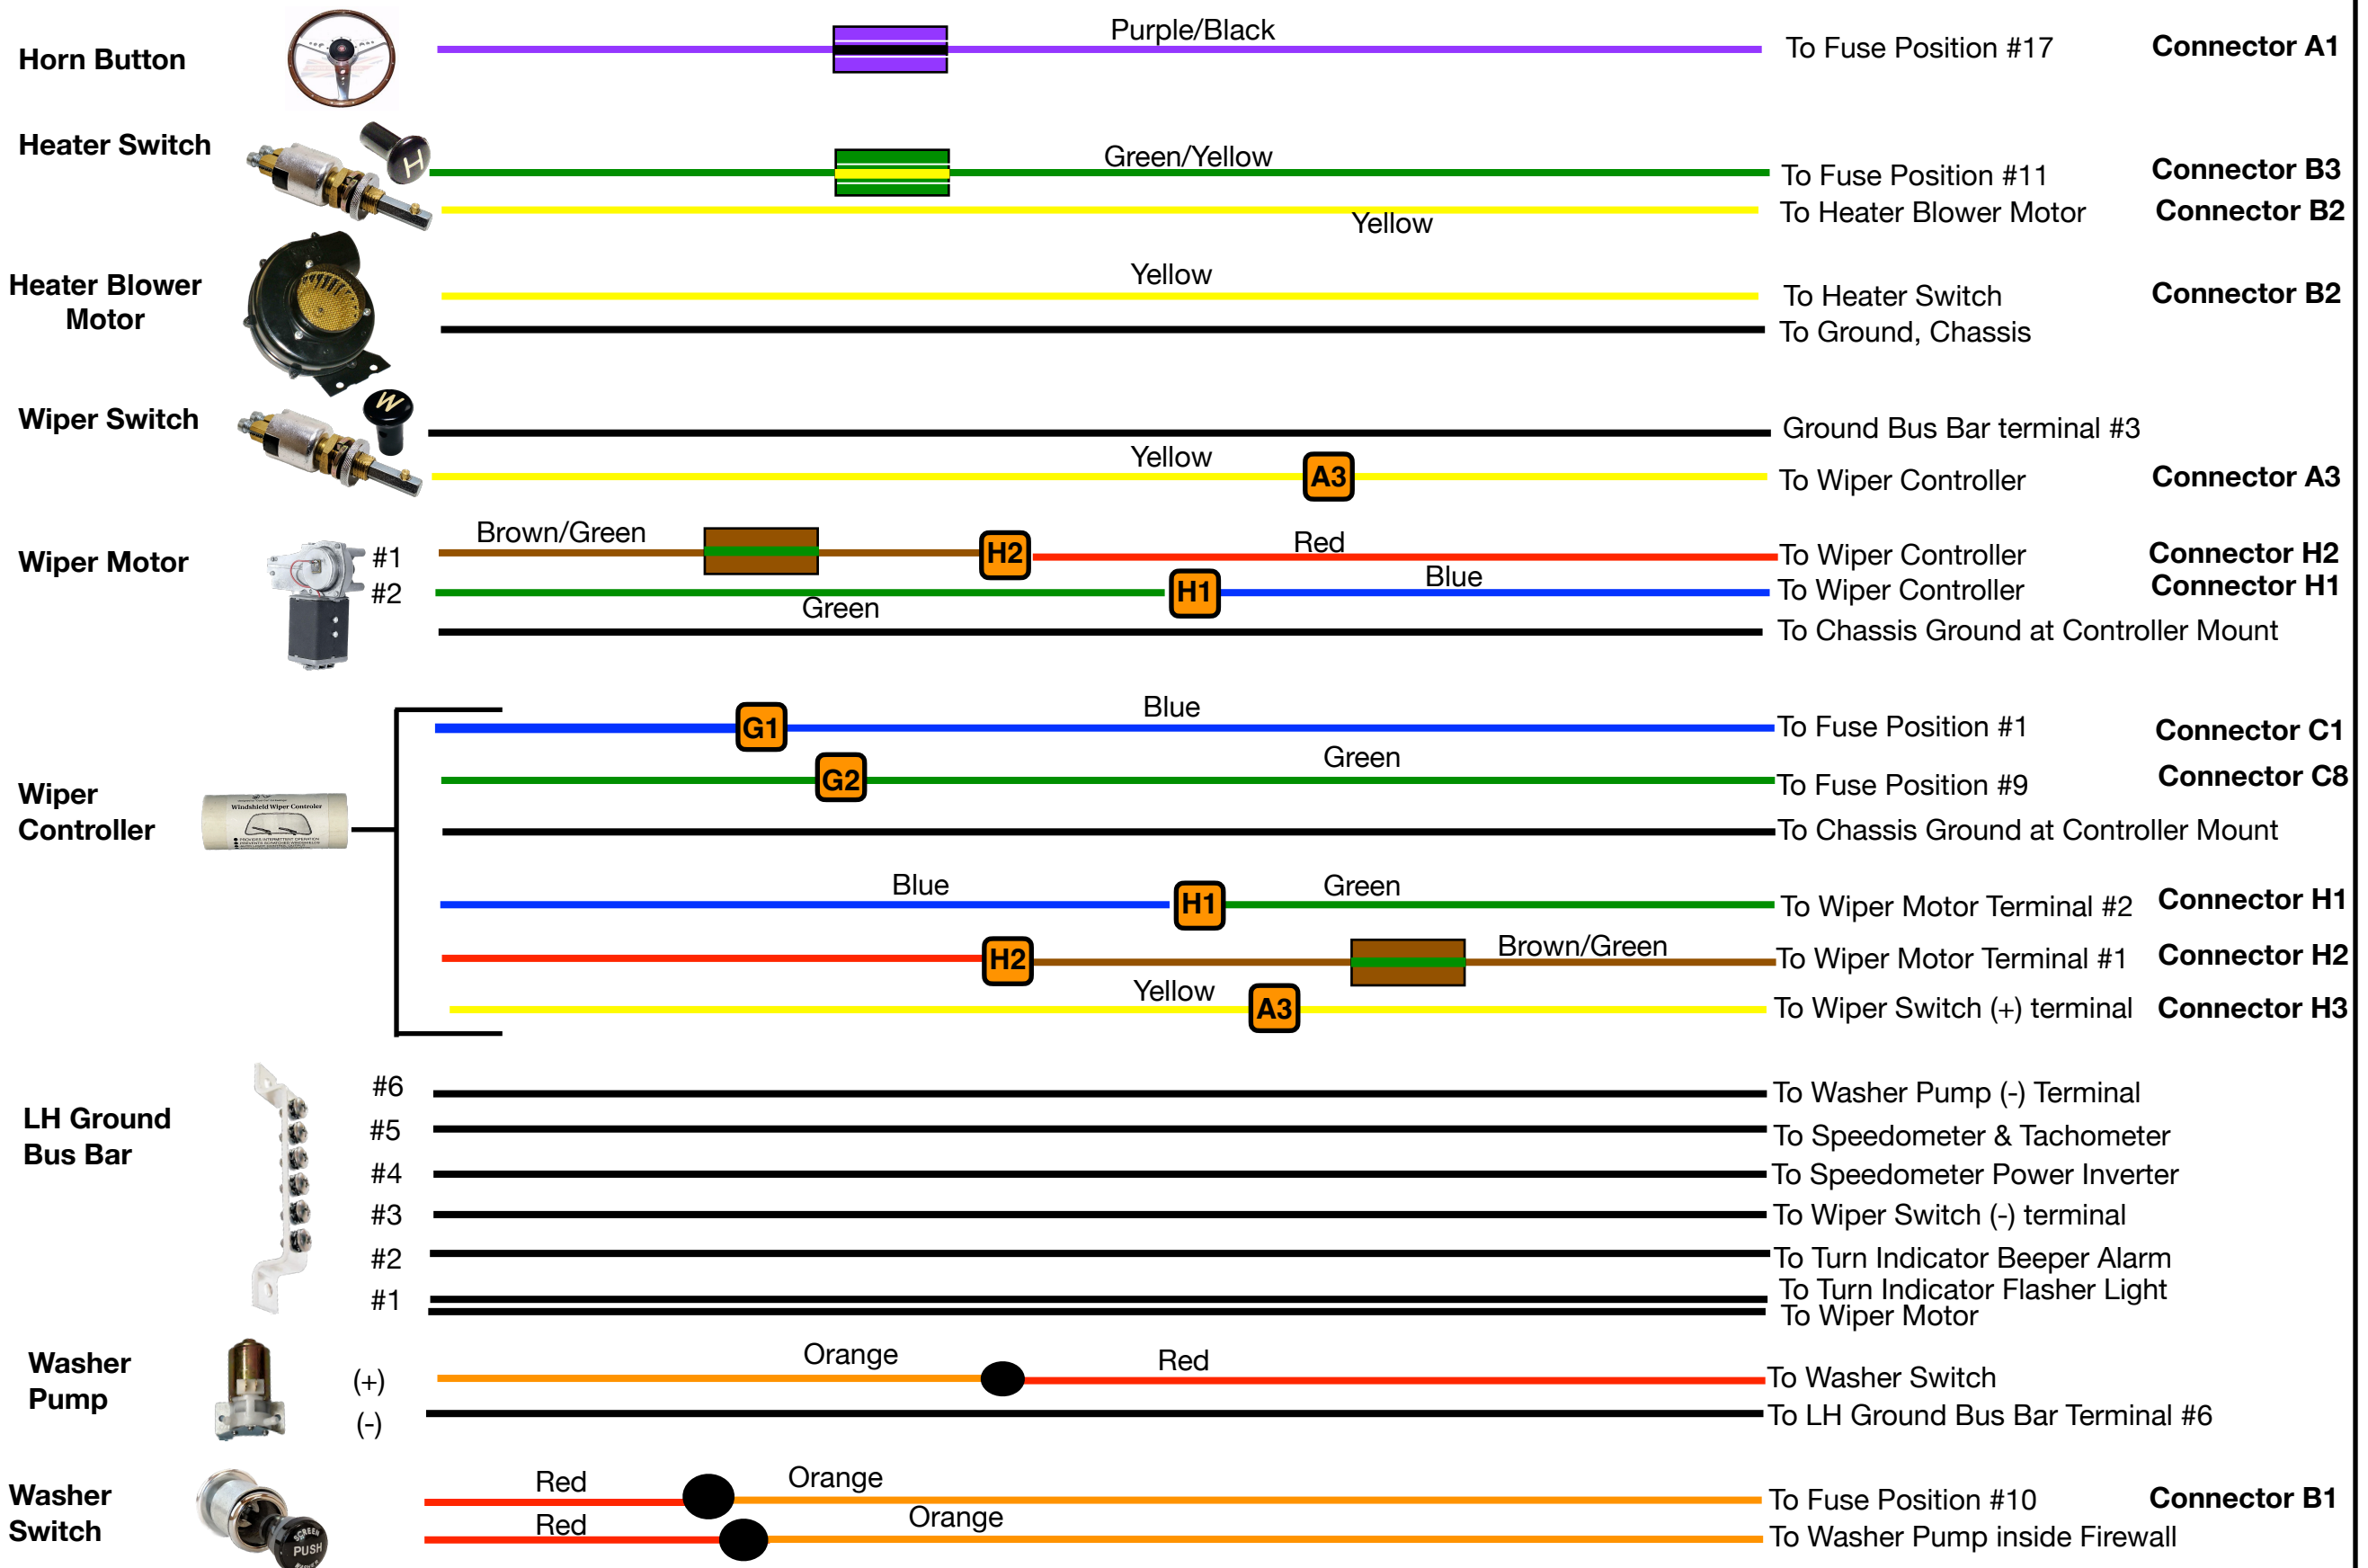 Horn Button
Purple/Black
To Fuse Position #17
Connector A1
Heater Switch
H
Green/Yellow
To Fuse Position #11
Connector B3
Yellow
To Heater Blower Motor
Connector B2
Heater Blower
Motor
Yellow
To Heater Switch
Connector B2
To Ground, Chassis
Wiper Switch
W
Ground Bus Bar terminal #3
Yellow
A3
To Wiper Controller
Connector A3
Wiper Motor
#1
Brown/Green
H2
Red
To Wiper Controller
Connector H2
#2
Green
H1
Blue
To Wiper Controller
Connector H1
To Chassis Ground at Controller Mount
Wiper
Controller
Windshield Wiper Controler
G1
Blue
To Fuse Position #1
Connector C1
G2
Green
To Fuse Position #9
Connector C8
To Chassis Ground at Controller Mount
Blue
H1
Green
To Wiper Motor Terminal #2
Connector H1
H2
Brown/Green
To Wiper Motor Terminal #1
Connector H2
Yellow
A3
To Wiper Switch (+) terminal
Connector H3
LH Ground
Bus Bar
#6
To Washer Pump (-) Terminal
#5
To Speedometer & Tachometer
#4
To Speedometer Power Inverter
#3
To Wiper Switch (-) terminal
#2
To Turn Indicator Beeper Alarm
#1
To Turn Indicator Flasher Light
To Wiper Motor
Washer
Pump
(+)
Orange
Red
To Washer Switch
(-)
To LH Ground Bus Bar Terminal #6
Washer
Switch
SCREEN
PUSH
Red
Orange
To Fuse Position #10
Connector B1
Red
Orange
To Washer Pump inside Firewall